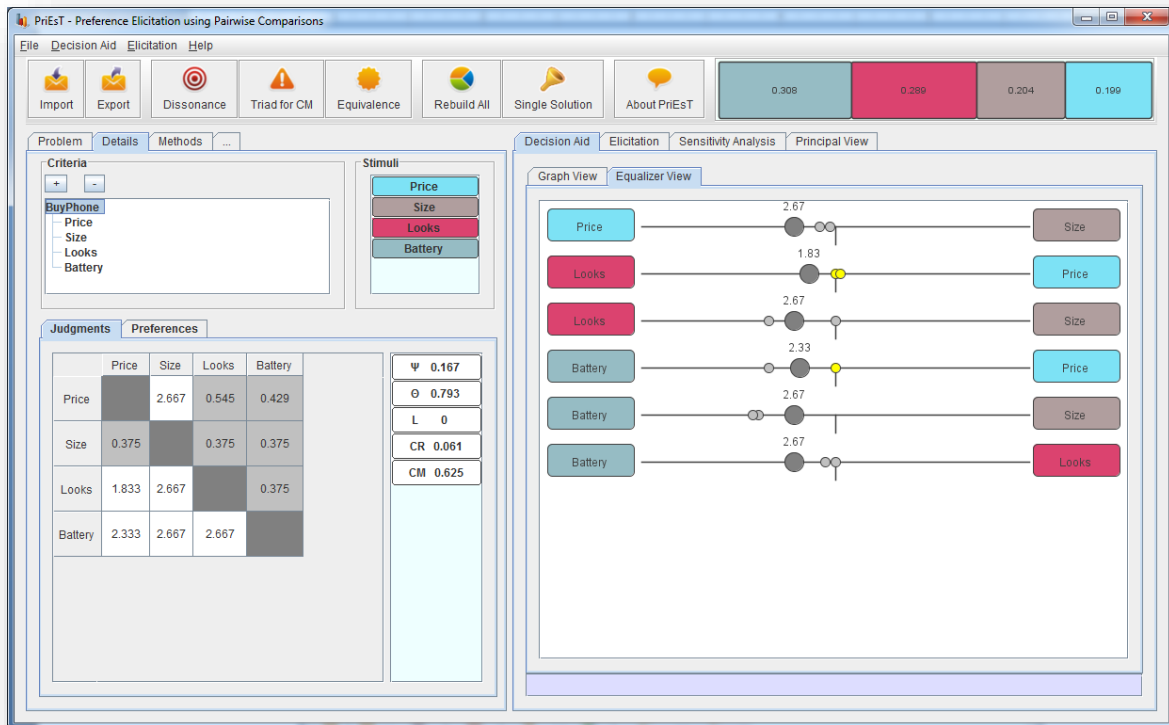 PriEsT - Preference Elicitation using Pairwise Comparisons
File Decision Aid Elicitation Help
Import Export Dissonance Triad for CM Equivalence Rebuild All Single Solution About PriEsT
0.308 0.289 0.204 0.199
Problem Details Methods ...
Criteria
+ -
BuyPhone
Price
Size
Looks
Battery
Stimuli
Price
Size
Looks
Battery
Judgments Preferences
Price Size Looks Battery
Price 2.667 0.545 0.429
Size 0.375 0.375 0.375
Looks 1.833 2.667 0.375
Battery 2.333 2.667 2.667
Ψ 0.167
Θ 0.793
L 0
CR 0.061
CM 0.625
Decision Aid Elicitation Sensitivity Analysis Principal View
Graph View Equalizer View
2.67
Price Size
1.83
Looks Price
2.67
Looks Size
2.33
Battery Price
2.67
Battery Size
2.67
Battery Looks